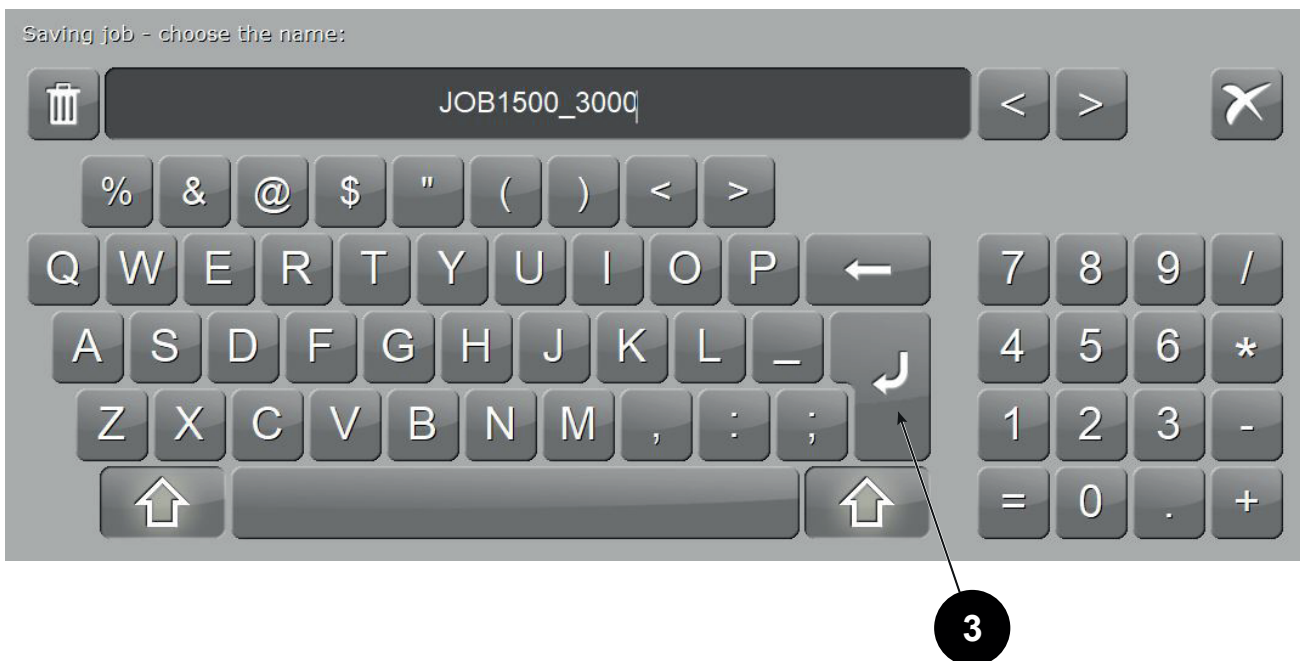 Saving job - choose the name:
JOB1500_3000 < >
% & @ $ " ( ) < >
Q W E R T Y U I O P 7 8 9 /
A S D F G H J K L _ 4 5 6 *
Z X C V B N M , : ; 1 2 3 -
= 0 . +
3